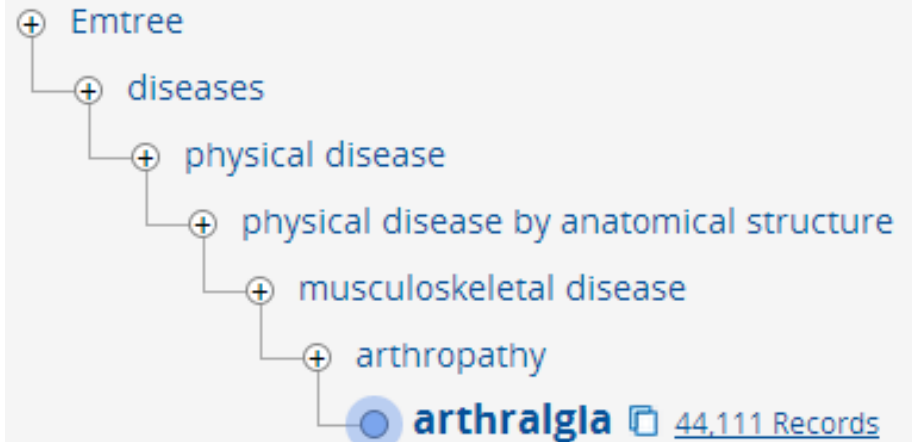 Emtree
diseases
physical disease
physical disease by anatomical structure
musculoskeletal disease
arthropathy
arthralgia 44,111 Records